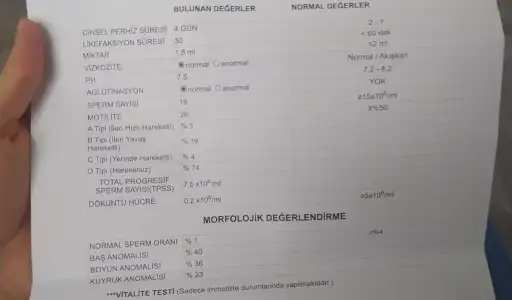 BULUNAN DEĞERLER NORMAL DEĞERLER
CİNSEL PERHİZ SÜRESİ 4 GÜN 2 - 7
LİKEFAKSİYON SÜRESİ 30 < 60 dak
MİKTAR 1,6 ml ≤2 ml
VİZKOZİTE normal anormal Normal / Akışkan
PH 7.5 7.2 – 8.2
AGLÜTİNASYON normal anormal YOK
SPERM SAYISI 19 ≥15x10⁶/ml
MOTİLİTE 26 ≥%50
A Tipi (İleri Hızlı Hareketli) % 3
B Tipi (İleri Yavaş Hareketli) % 19
C Tipi (Yerinde Hareketli) % 4
D Tipi (Hareketsiz) % 74
TOTAL PROGRESİF
SPERM SAYISI(TPSS) x10⁶/ml
DÖKÜNTÜ HÜCRE 0,2 x10⁶/ml ≥5x10⁶/ml
MORFOLOJİK DEĞERLENDİRME
NORMAL SPERM ORANI % 1 ≥%4
BAŞ ANOMALİSİ % 40
BOYUN ANOMALİSİ % 36
KUYRUK ANOMALİSİ % 23
***VİTALİTE TESTİ (Sadece immotilite durumlarında yapılmaktadır.)